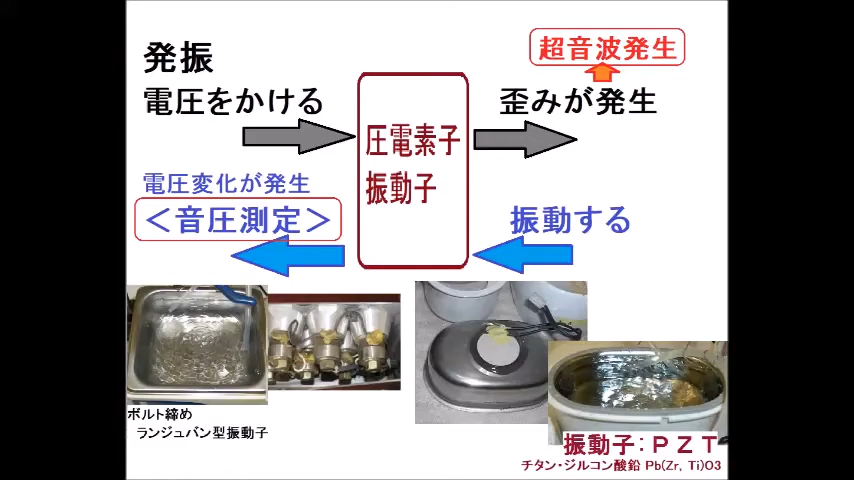 発振
電圧をかける
超音波発生
歪みが発生
圧電素子
振動子
電圧変化が発生
＜音圧測定＞
振動する
ボルト締め
ランジュバン型振動子
振動子：ＰＺＴ
チタン・ジルコン酸鉛 Pb(Zr, Ti)O3